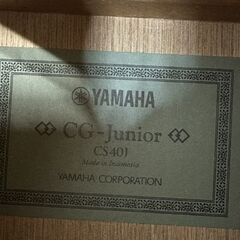 YAMAHA
CG-Junior
CS40J
Made in Indonesia
YAMAHA CORPORATION